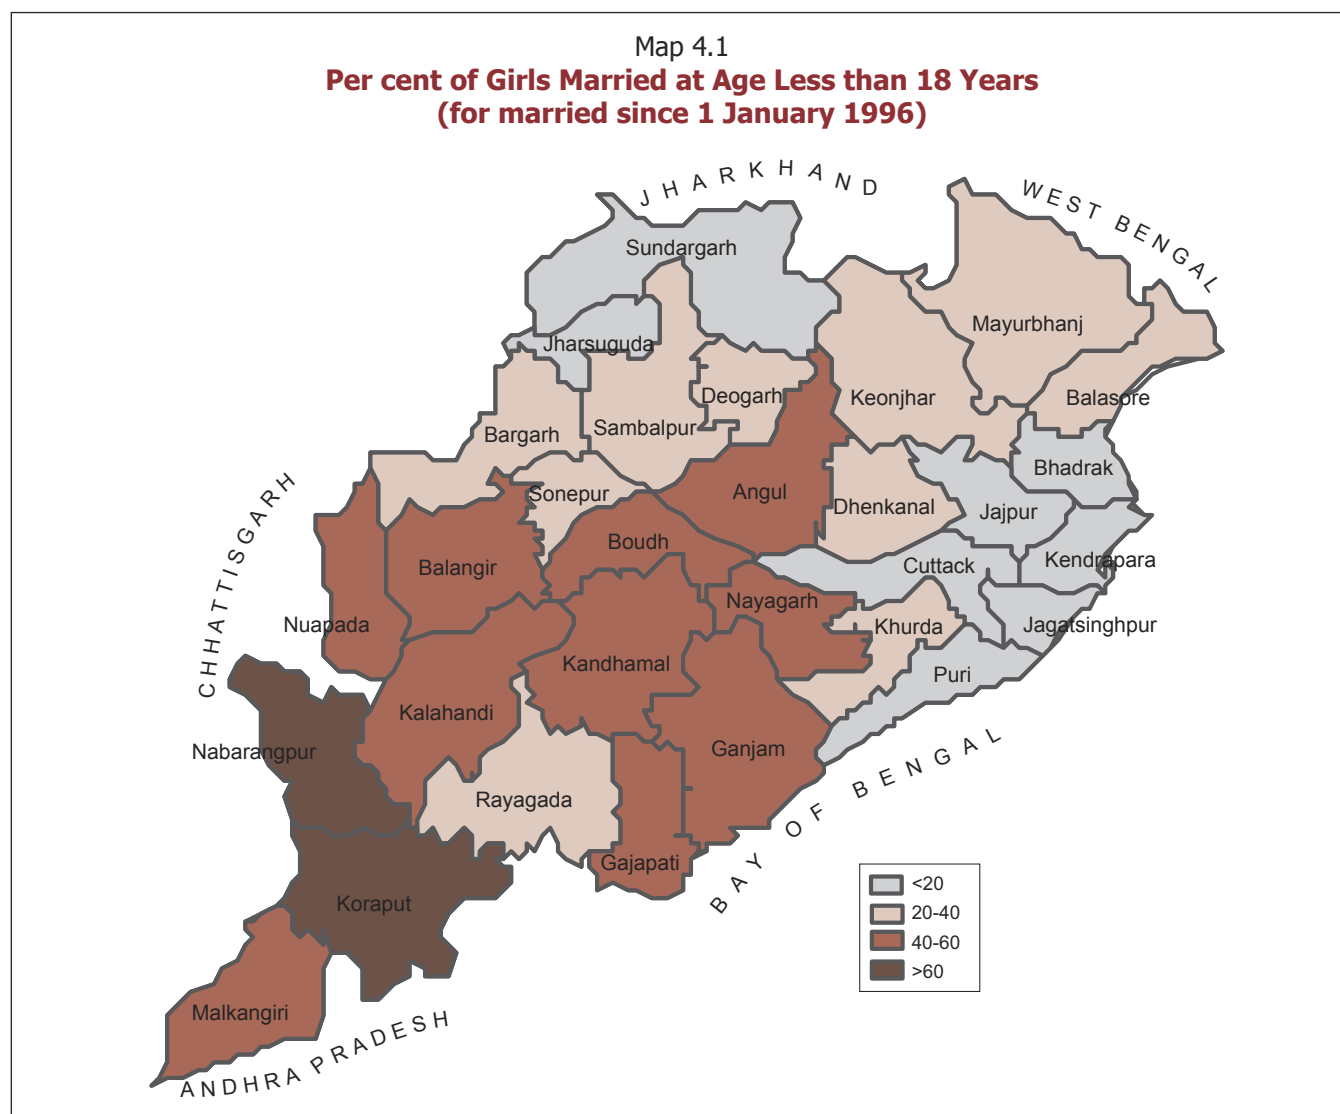 Map 4.1
Per cent of Girls Married at Age Less than 18 Years
(for married since 1 January 1996)
JHARKHAND
WEST BENGAL
Sundargarh
Mayurbhanj
Jharsuguda
Deogarh
Keonjhar
Balasore
Sambalpur
Bargarh
Bhadrak
Sonepur
Angul
Dhenkanal
Jajpur
CHHATTISGARH
Boudh
Balangir
Cuttack
Kendrapara
Nayagarh
Nuapada
Khurda
Jagatsinghpur
Kandhamal
Puri
Kalahandi
Nabarangpur
Ganjam
Rayagada
BAY OF BENGAL
Gajapati
Koraput
Malkangiri
ANDHRA PRADESH
<20
20-40
40-60
>60